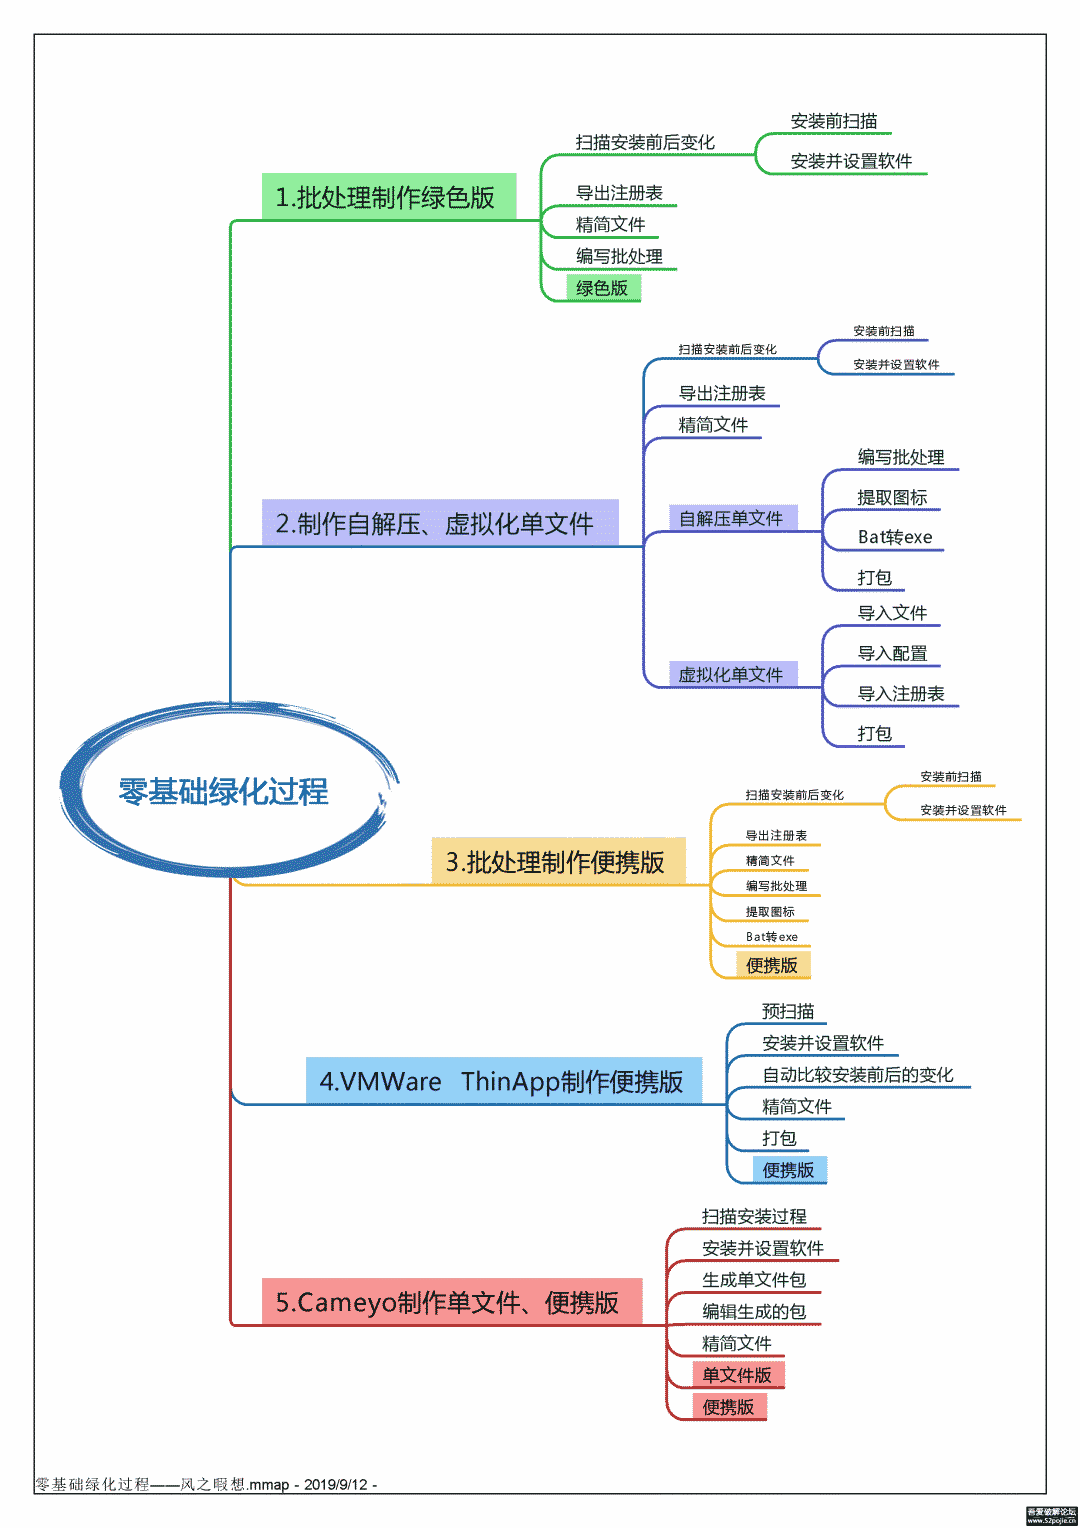 安装前扫描
扫描安装前后变化
安装并设置软件
1.批处理制作绿色版
导出注册表
精简文件
编写批处理
绿色版
安装前扫描
扫描安装前后变化
安装并设置软件
导出注册表
精简文件
编写批处理
提取图标
2.制作自解压、虚拟化单文件
自解压单文件
Bat转exe
打包
导入文件
导入配置
虚拟化单文件
导入注册表
打包
零基础绿化过程
安装前扫描
扫描安装前后变化
安装并设置软件
导出注册表
3.批处理制作便携版
精简文件
编写批处理
提取图标
Bat转exe
便携版
预扫描
安装并设置软件
4.VMWare ThinApp制作便携版
自动比较安装前后的变化
精简文件
打包
便携版
扫描安装过程
安装并设置软件
生成单文件包
5.Cameyo制作单文件、便携版
编辑生成的包
精简文件
单文件版
便携版
零基础绿化过程——风之暇想.mmap - 2019/9/12 -
吾爱破解论坛
www.52pojie.cn